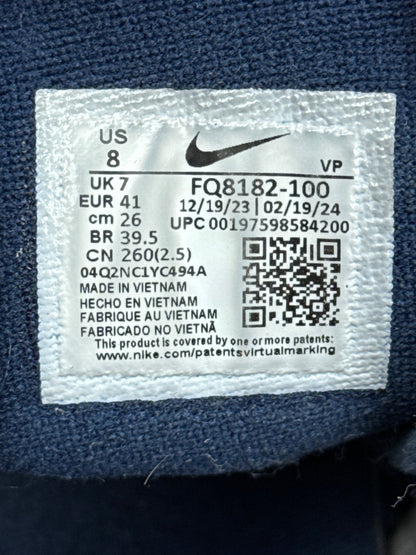 US
8
VP
UK 7
EUR 41
cm 26
BR 39.5
CN 260(2.5)
FQ8182-100
12/19/23 | 02/19/24
UPC 00197598584200
04Q2NC1YC494A
MADE IN VIETNAM
HECHO EN VIETNAM
FABRIQUE AU VIETNAM
FABRICADO NO VIETNÃ
This product is covered by one or more patents:
www.nike.com/patentsvirtualmarking